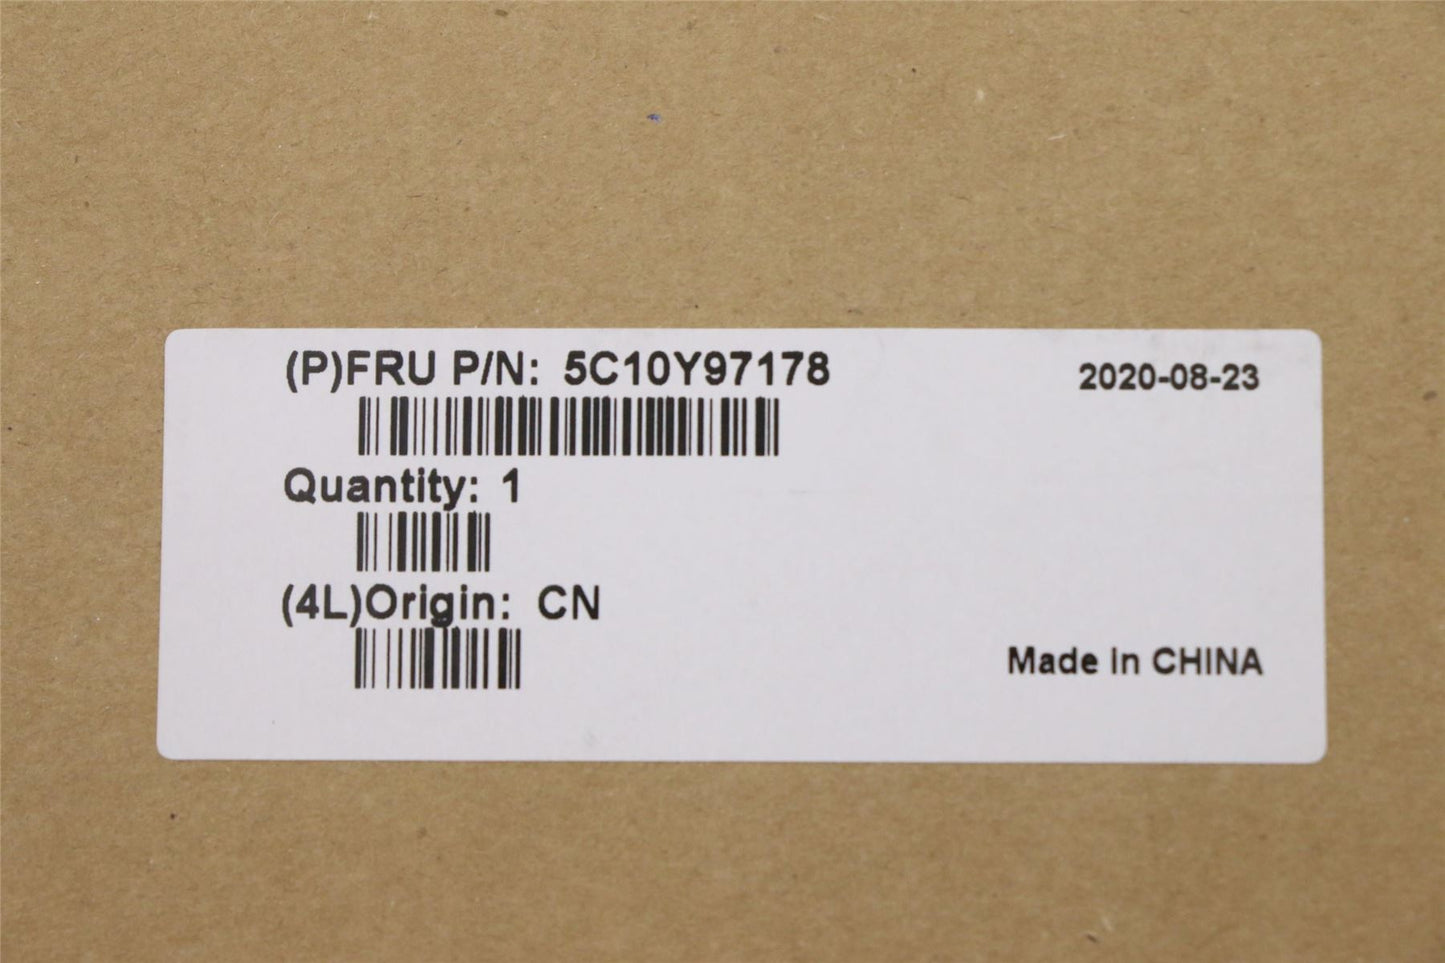 (P)FRU P/N: 5C10Y97178
2020-08-23
Quantity: 1
(4L)Origin: CN
Made In CHINA